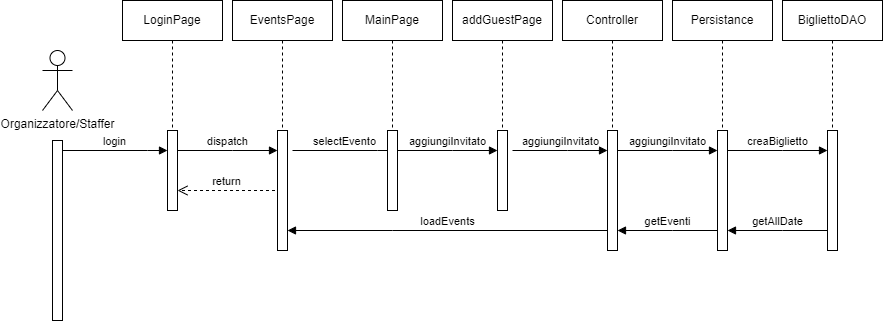 LoginPage
EventsPage
MainPage
addGuestPage
Controller
Persistance
BigliettoDAO
Organizzatore/Staffer
login
dispatch
selectEvento
aggiungiInvitato
aggiungiInvitato
aggiungiInvitato
creaBiglietto
return
loadEvents
getEventi
getAllDate